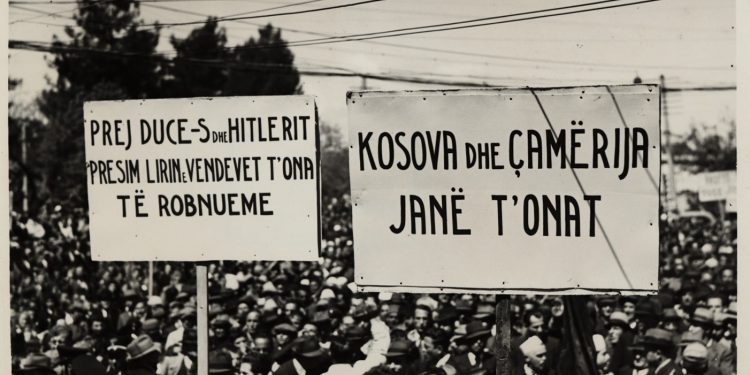 PREJ DUCE-S DHE HITLERIT
PRESIM LIRIN E VENDEVET T'ONA
TË ROBNUEME
KOSOVA DHE ÇAMËRIJA
JANË T'ONAT